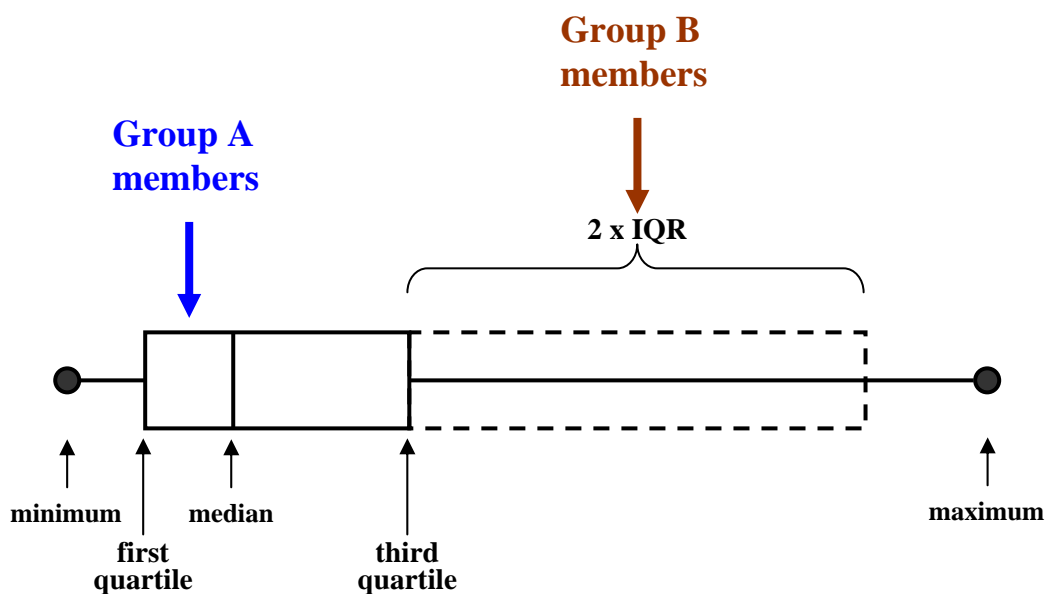 Group B
members
Group A
members
2 x IQR
minimum
median
maximum
first
quartile
third
quartile